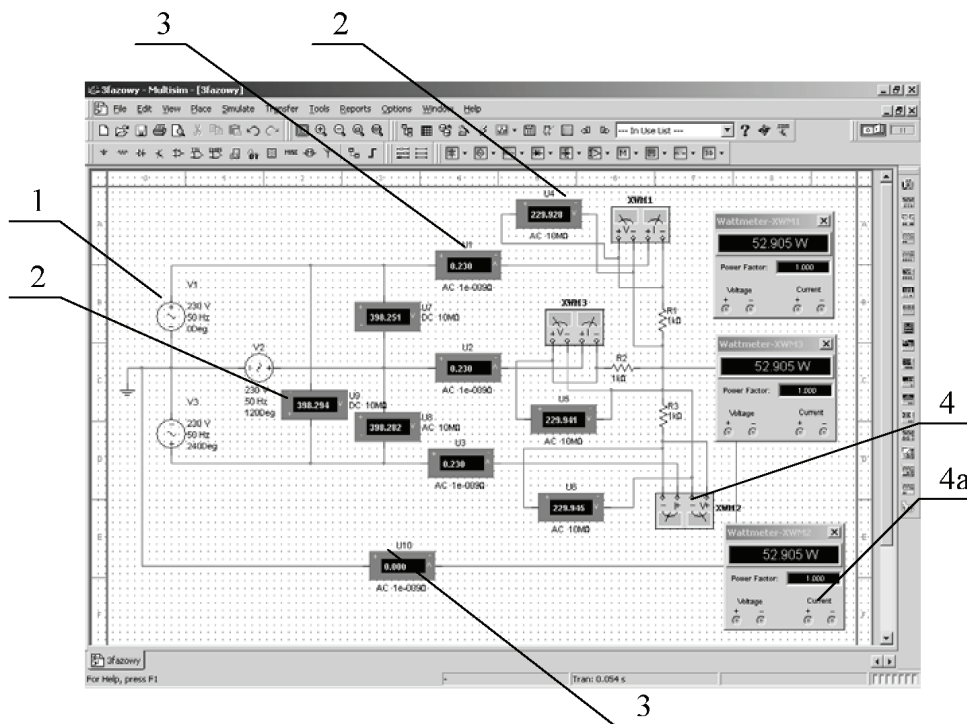 3
2
1
2
4
4a
3
3fazowy - Multisim - [3fazowy]
File Edit View Place Simulate Transfer Tools Reports Options Window Help
--- In Use List ---
U4
229.928 V
AC 10MΩ
XWM1
Wattmeter-XWM1
52.905 W
Power Factor: 1.000
Voltage Current
+ - + -
U1
0.230 A
AC 1e-009Ω
V1
230 V
50 Hz
0Deg
398.251 V
U7
DC 10MΩ
XWM3
R1
1kΩ
Wattmeter-XWM3
52.905 W
Power Factor: 1.000
Voltage Current
+ - + -
V2
230 V
50 Hz
120Deg
U2
0.230 A
AC 1e-009Ω
R2
1kΩ
398.294 V
U9
DC 10MΩ
V3
230 V
50 Hz
240Deg
398.282 V
U8
AC 10MΩ
U5
229.941 V
AC 10MΩ
R3
1kΩ
U3
0.230 A
AC 1e-009Ω
U6
229.945 V
AC 10MΩ
XWM2
Wattmeter-XWM2
52.905 W
Power Factor: 1.000
Voltage Current
+ - + -
U10
0.000 A
AC 1e-009Ω
3fazowy
For Help, press F1
Tran: 0.054 s